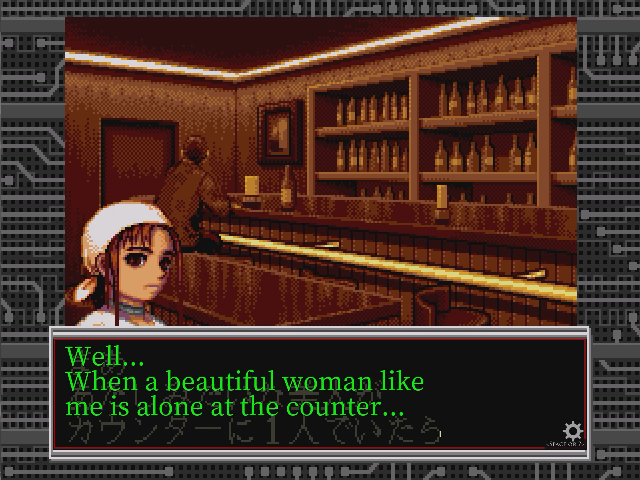 Well...
When a beautiful woman like
me is alone at the counter...
カウンターに1人でいたら